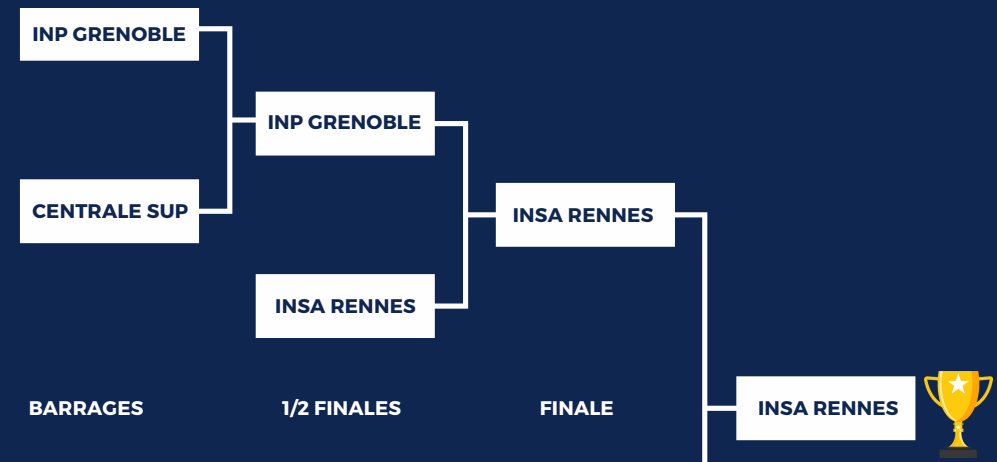 INP GRENOBLE
INP GRENOBLE
CENTRALE SUP
INSA RENNES
INSA RENNES
BARRAGES
1/2 FINALES
FINALE
INSA RENNES